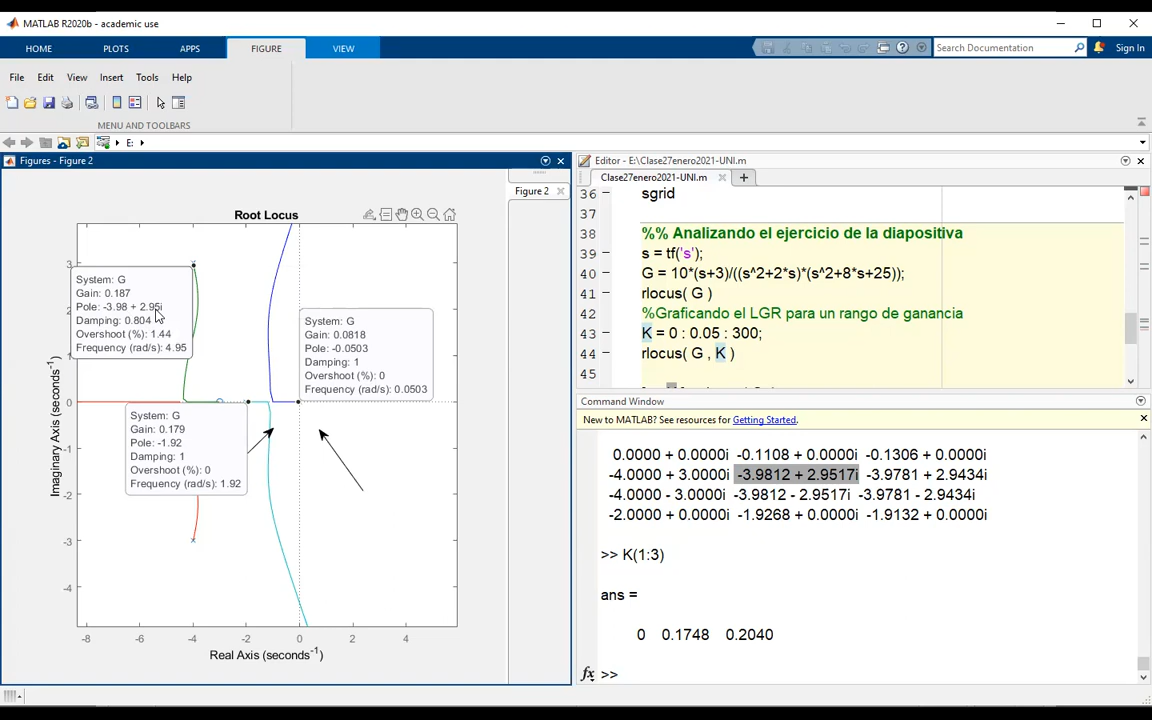 MATLAB R2020b - academic use
HOME PLOTS APPS FIGURE VIEW Search Documentation Sign In
File Edit View Insert Tools Help
MENU AND TOOLBARS
E:
Figures - Figure 2
Figure 2
Root Locus
3
2
1
0
-1
-2
-3
-4
-8 -6 -4 -2 0 2 4
Imaginary Axis (seconds⁻¹)
Real Axis (seconds⁻¹)
System: G
Gain: 0.187
Pole: -3.98 + 2.95i
Damping: 0.804
Overshoot (%): 1.44
Frequency (rad/s): 4.95
System: G
Gain: 0.0818
Pole: -0.0503
Damping: 1
Overshoot (%): 0
Frequency (rad/s): 0.0503
System: G
Gain: 0.179
Pole: -1.92
Damping: 1
Overshoot (%): 0
Frequency (rad/s): 1.92
Editor - E:\Clase27enero2021-UNI.m
Clase27enero2021-UNI.m
36 sgrid
37
38 %% Analizando el ejercicio de la diapositiva
39 s = tf('s');
40 G = 10*(s+3)/((s^2+2*s)*(s^2+8*s+25));
41 rlocus( G )
42 %Graficando el LGR para un rango de ganancia
43 K = 0 : 0.05 : 300;
44 rlocus( G , K )
45
Command Window
New to MATLAB? See resources for Getting Started.
0.0000 + 0.0000i -0.1108 + 0.0000i -0.1306 + 0.0000i
-4.0000 + 3.0000i -3.9812 + 2.9517i -3.9781 + 2.9434i
-4.0000 - 3.0000i -3.9812 - 2.9517i -3.9781 - 2.9434i
-2.0000 + 0.0000i -1.9268 + 0.0000i -1.9132 + 0.0000i
>> K(1:3)
ans =
0 0.1748 0.2040
fx >>